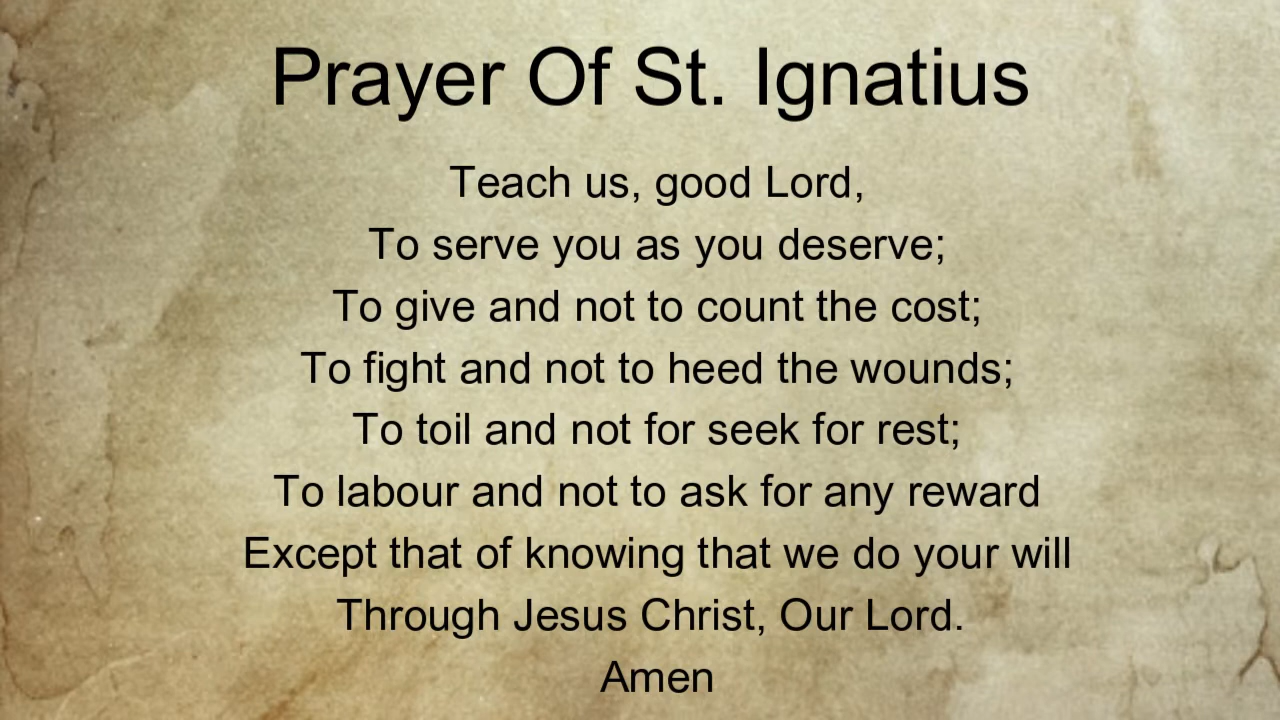 Prayer Of St. Ignatius
Teach us, good Lord,
To serve you as you deserve;
To give and not to count the cost;
To fight and not to heed the wounds;
To toil and not for seek for rest;
To labour and not to ask for any reward
Except that of knowing that we do your will
Through Jesus Christ, Our Lord.
Amen